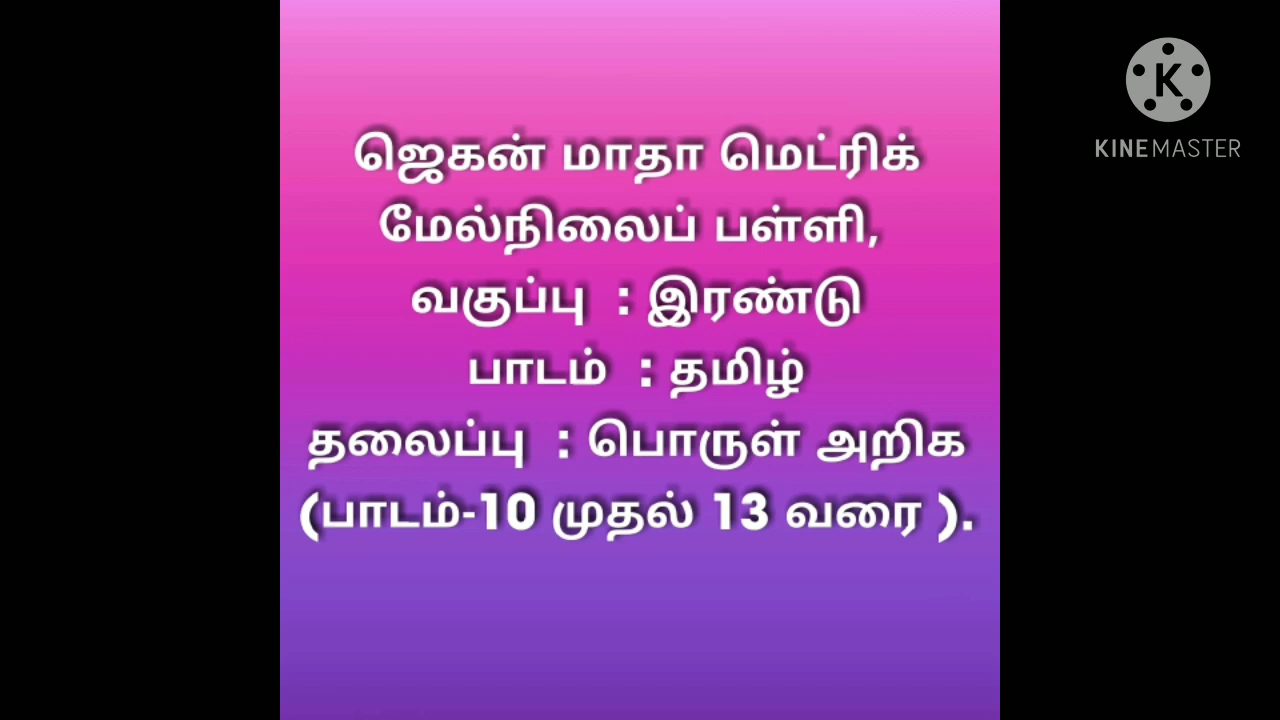 ஜெகன் மாதா மெட்ரிக்
மேல்நிலைப் பள்ளி,
வகுப்பு : இரண்டு
பாடம் : தமிழ்
தலைப்பு : பொருள் அறிக
(பாடம்-10 முதல் 13 வரை ).
K
KINEMASTER